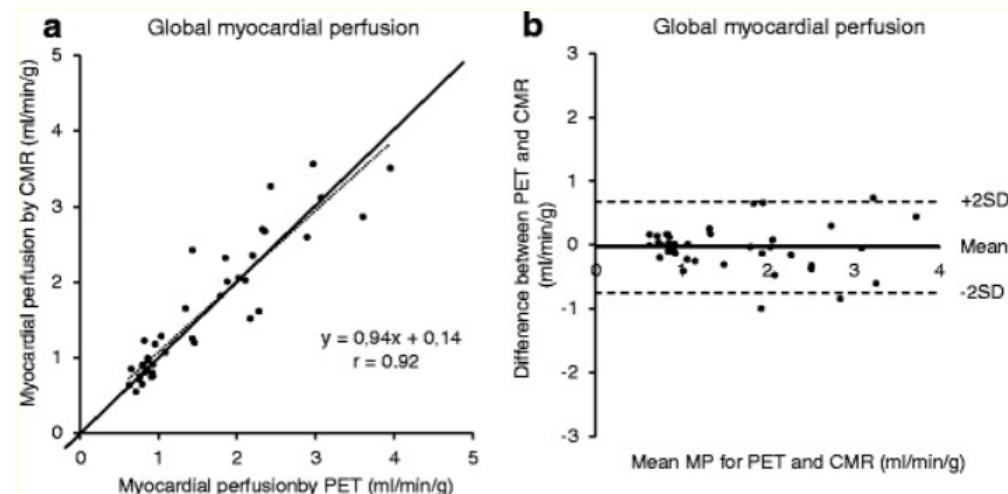 a
Global myocardial perfusion
Myocardial perfusion by CMR (ml/min/g)
5
4
3
2
1
0
0 1 2 3 4 5
y = 0,94x + 0,14
r = 0.92
Myocardial perfusionby PET (ml/min/g)
b
Global myocardial perfusion
Difference between PET and CMR
(ml/min/g)
3
2
1
0
-1
-2
-3
0 1 2 3 4
+2SD
Mean
-2SD
Mean MP for PET and CMR (ml/min/g)